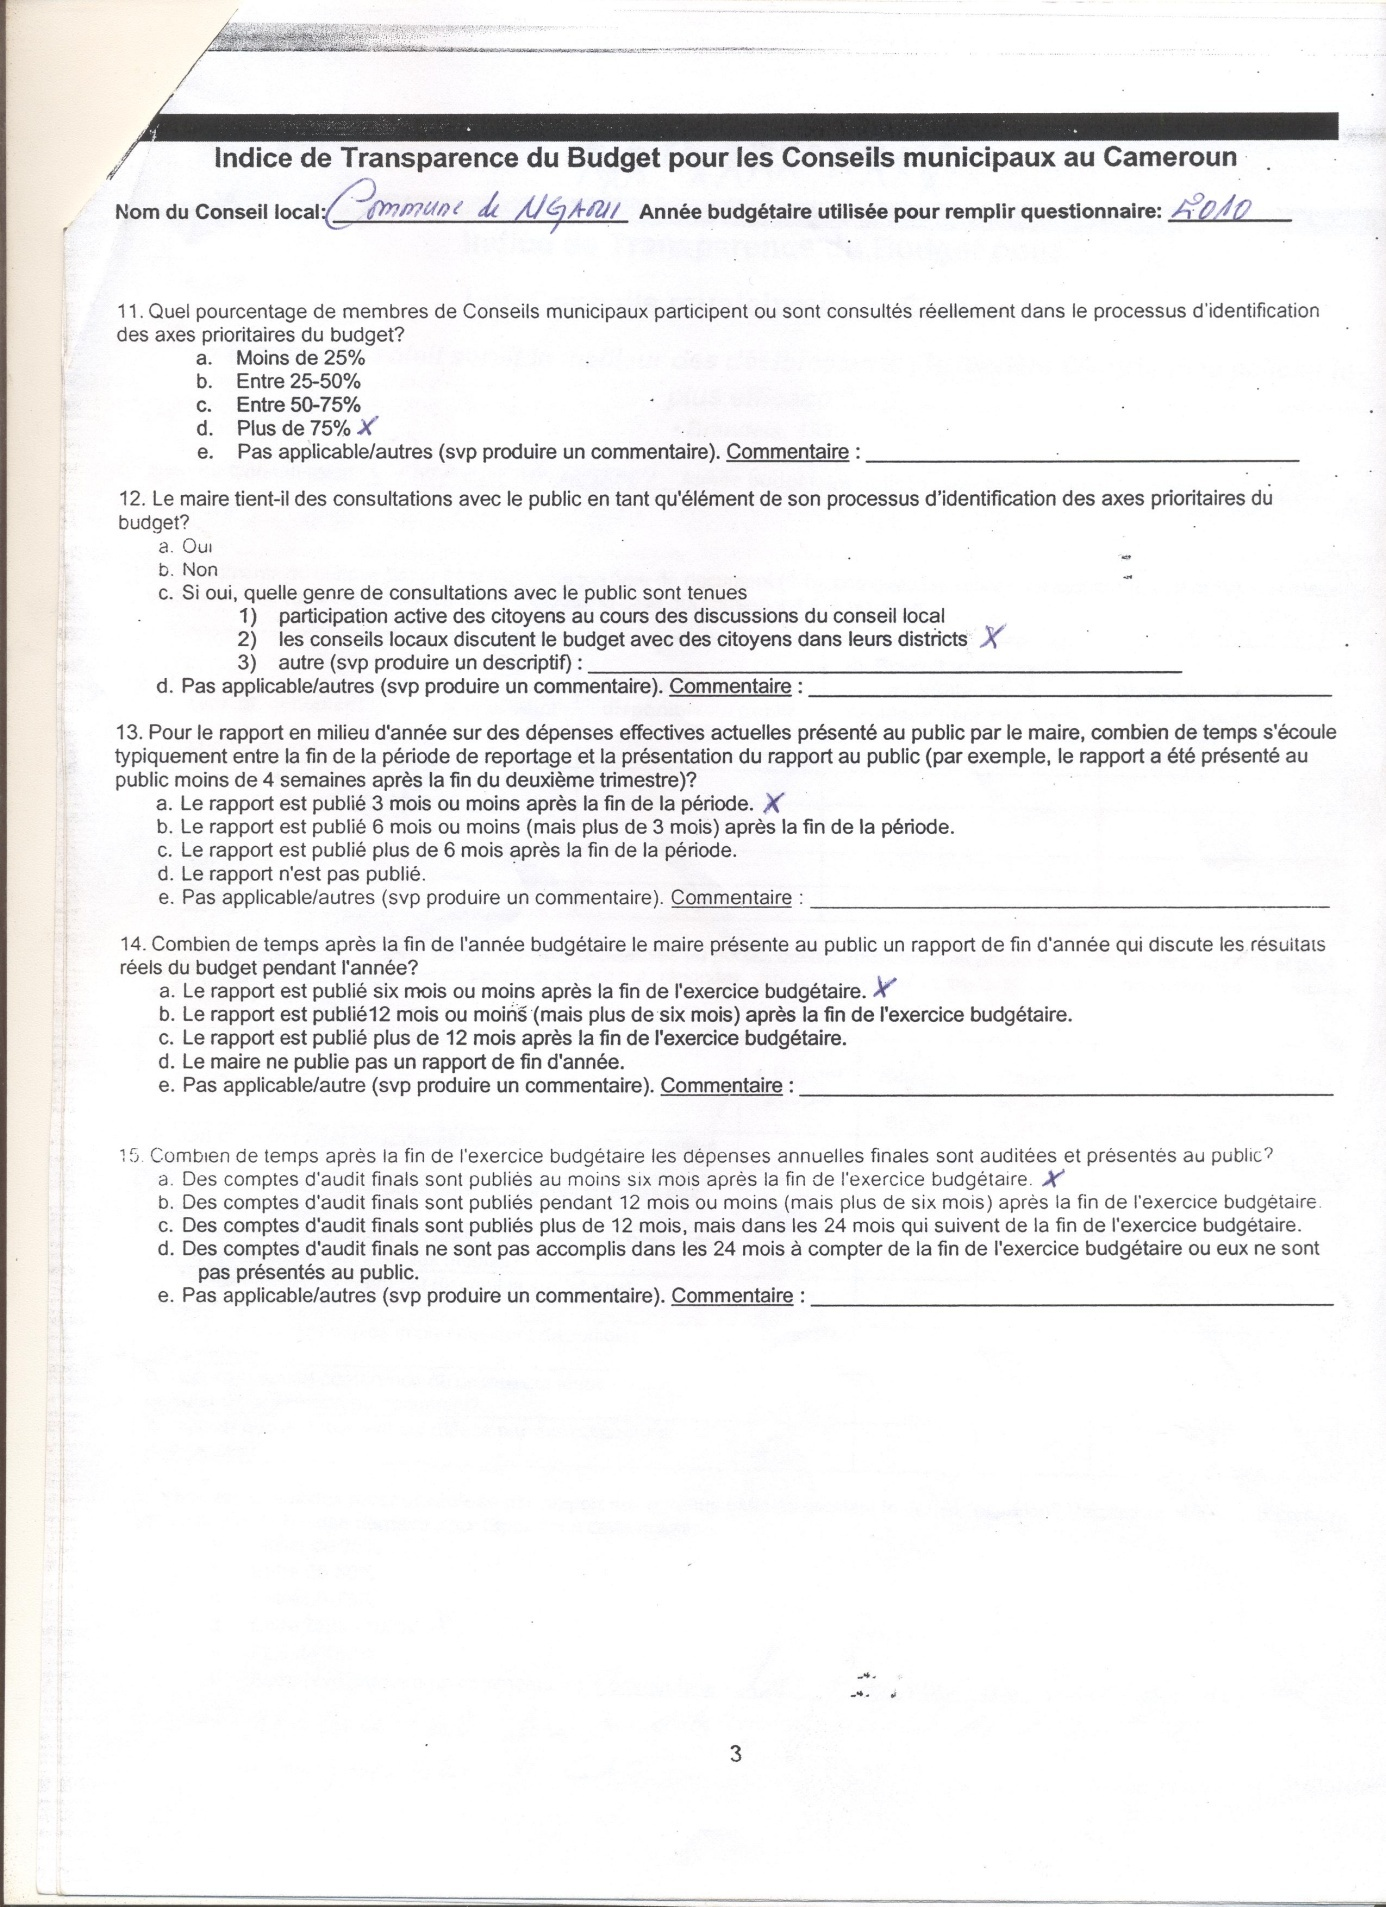 Indice de Transparence du Budget pour les Conseils municipaux au Cameroun
Nom du Conseil local: Commune de NGAOUI Année budgétaire utilisée pour remplir questionnaire: 2010
11. Quel pourcentage de membres de Conseils municipaux participent ou sont consultés réellement dans le processus d'identification
des axes prioritaires du budget?
a. Moins de 25%
b. Entre 25-50%
c. Entre 50-75%
d. Plus de 75% X
e. Pas applicable/autres (svp produire un commentaire). Commentaire :
12. Le maire tient-il des consultations avec le public en tant qu'élément de son processus d'identification des axes prioritaires du
budget?
a. Oui
b. Non
c. Si oui, quelle genre de consultations avec le public sont tenues
1) participation active des citoyens au cours des discussions du conseil local
2) les conseils locaux discutent le budget avec des citoyens dans leurs districts X
3) autre (svp produire un descriptif) :
d. Pas applicable/autres (svp produire un commentaire). Commentaire :
13. Pour le rapport en milieu d'année sur des dépenses effectives actuelles présenté au public par le maire, combien de temps s'écoule
typiquement entre la fin de la période de reportage et la présentation du rapport au public (par exemple, le rapport a été présenté au
public moins de 4 semaines après la fin du deuxième trimestre)?
a. Le rapport est publié 3 mois ou moins après la fin de la période. X
b. Le rapport est publié 6 mois ou moins (mais plus de 3 mois) après la fin de la période.
c. Le rapport est publié plus de 6 mois après la fin de la période.
d. Le rapport n'est pas publié.
e. Pas applicable/autres (svp produire un commentaire). Commentaire :
14. Combien de temps après la fin de l'année budgétaire le maire présente au public un rapport de fin d'année qui discute les résultats
réels du budget pendant l'année?
a. Le rapport est publié six mois ou moins après la fin de l'exercice budgétaire. X
b. Le rapport est publié12 mois ou moins (mais plus de six mois) après la fin de l'exercice budgétaire.
c. Le rapport est publié plus de 12 mois après la fin de l'exercice budgétaire.
d. Le maire ne publie pas un rapport de fin d'année.
e. Pas applicable/autre (svp produire un commentaire). Commentaire :
15. Combien de temps après la fin de l'exercice budgétaire les dépenses annuelles finales sont auditées et présentés au public?
a. Des comptes d'audit finals sont publiés au moins six mois après la fin de l'exercice budgétaire. X
b. Des comptes d'audit finals sont publiés pendant 12 mois ou moins (mais plus de six mois) après la fin de l'exercice budgétaire.
c. Des comptes d'audit finals sont publiés plus de 12 mois, mais dans les 24 mois qui suivent de la fin de l'exercice budgétaire.
d. Des comptes d'audit finals ne sont pas accomplis dans les 24 mois à compter de la fin de l'exercice budgétaire ou eux ne sont
pas présentés au public.
e. Pas applicable/autres (svp produire un commentaire). Commentaire :
3